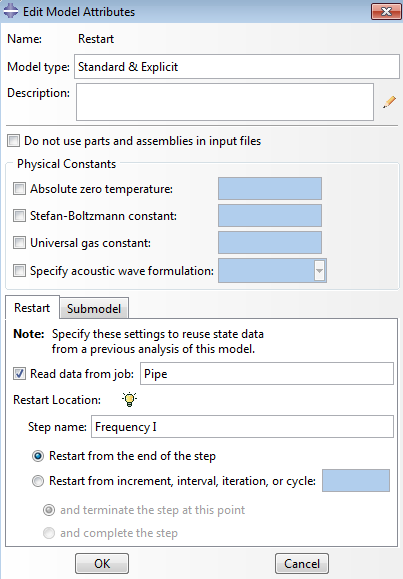 Edit Model Attributes
Name: Restart
Model type: Standard & Explicit
Description:
Do not use parts and assemblies in input files
Physical Constants
Absolute zero temperature:
Stefan-Boltzmann constant:
Universal gas constant:
Specify acoustic wave formulation:
Restart Submodel
Note: Specify these settings to reuse state data
from a previous analysis of this model.
Read data from job: Pipe
Restart Location:
Step name: Frequency I
Restart from the end of the step
Restart from increment, interval, iteration, or cycle:
and terminate the step at this point
and complete the step
OK Cancel